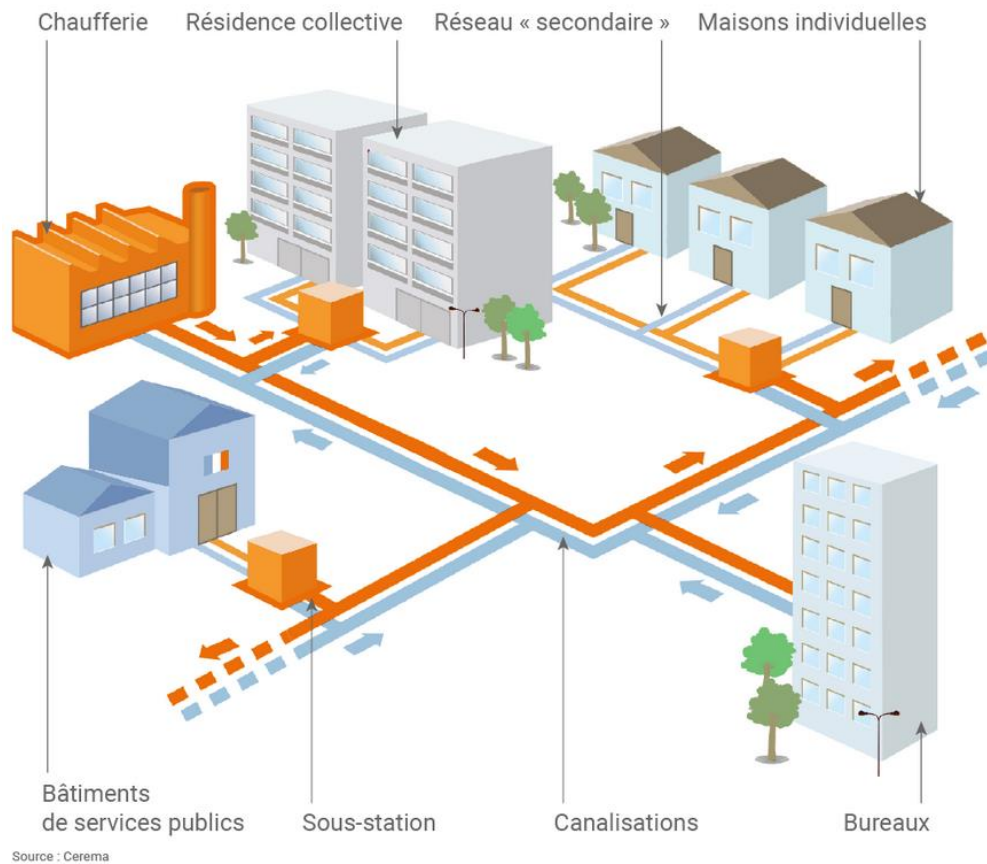 Chaufferie
Résidence collective
Réseau « secondaire »
Maisons individuelles
Bâtiments
de services publics
Sous-station
Canalisations
Bureaux
Source : Cerema